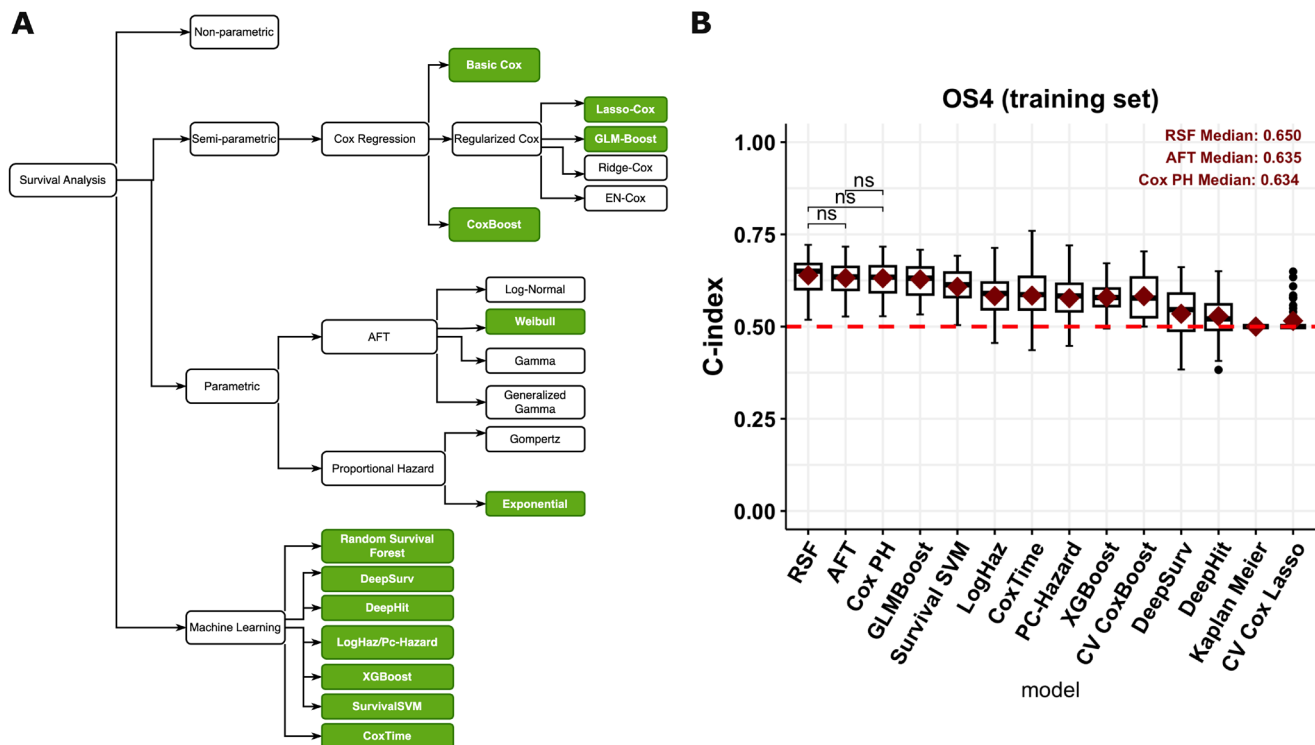 A
Non-parametric
Basic Cox
Lasso-Cox
Semi-parametric
Cox Regression
Regularized Cox
GLM-Boost
Ridge-Cox
Survival Analysis
EN-Cox
CoxBoost
Log-Normal
Weibull
AFT
Gamma
Parametric
Generalized
Gamma
Gompertz
Proportional Hazard
Exponential
Random Survival
Forest
DeepSurv
DeepHit
Machine Learning
LogHaz/Pc-Hazard
XGBoost
SurvivalSVM
CoxTime
B
OS4 (training set)
RSF Median: 0.650
AFT Median: 0.635
Cox PH Median: 0.634
ns
ns
ns
C-index
1.00
0.75
0.50
0.25
0.00
RSF
AFT
Cox PH
GLMBoost
Survival SVM
LogHaz
CoxTime
PC-Hazard
XGBoost
CV CoxBoost
DeepSurv
DeepHit
Kaplan Meier
CV Cox Lasso
model